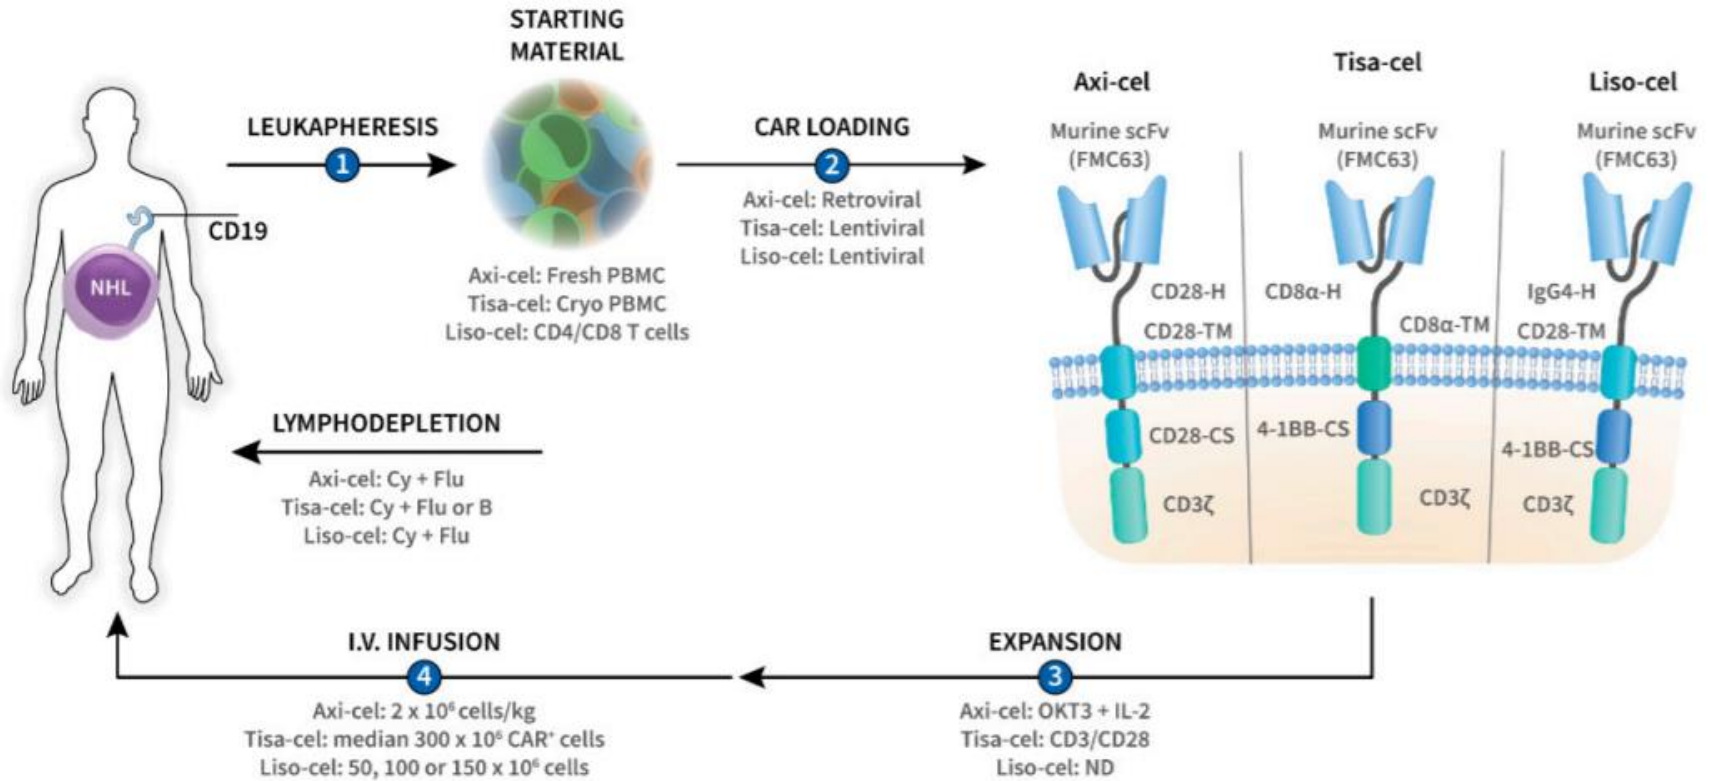 STARTING
MATERIAL
LEUKAPHERESIS
1
CD19
NHL
Axi-cel: Fresh PBMC
Tisa-cel: Cryo PBMC
Liso-cel: CD4/CD8 T cells
CAR LOADING
2
Axi-cel: Retroviral
Tisa-cel: Lentiviral
Liso-cel: Lentiviral
Axi-cel
Murine scFv
(FMC63)
CD28-H
CD28-TM
CD28-CS
CD3ζ
Tisa-cel
Murine scFv
(FMC63)
CD8α-H
CD8α-TM
4-1BB-CS
CD3ζ
Liso-cel
Murine scFv
(FMC63)
IgG4-H
CD28-TM
4-1BB-CS
CD3ζ
LYMPHODEPLETION
Axi-cel: Cy + Flu
Tisa-cel: Cy + Flu or B
Liso-cel: Cy + Flu
EXPANSION
3
Axi-cel: OKT3 + IL-2
Tisa-cel: CD3/CD28
Liso-cel: ND
I.V. INFUSION
4
Axi-cel: 2 x 10⁶ cells/kg
Tisa-cel: median 300 x 10⁶ CAR⁺ cells
Liso-cel: 50, 100 or 150 x 10⁶ cells